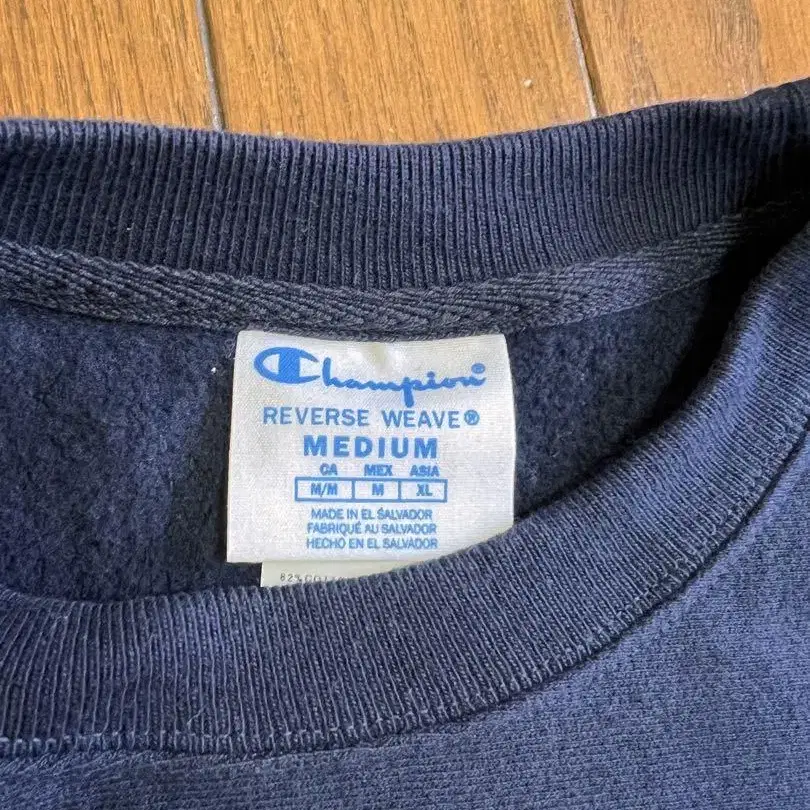 Champion®
REVERSE WEAVE®
MEDIUM
CA MEX ASIA
M/M M XL
MADE IN EL SALVADOR
FABRIQUÉ AU SALVADOR
HECHO EN EL SALVADOR
82%